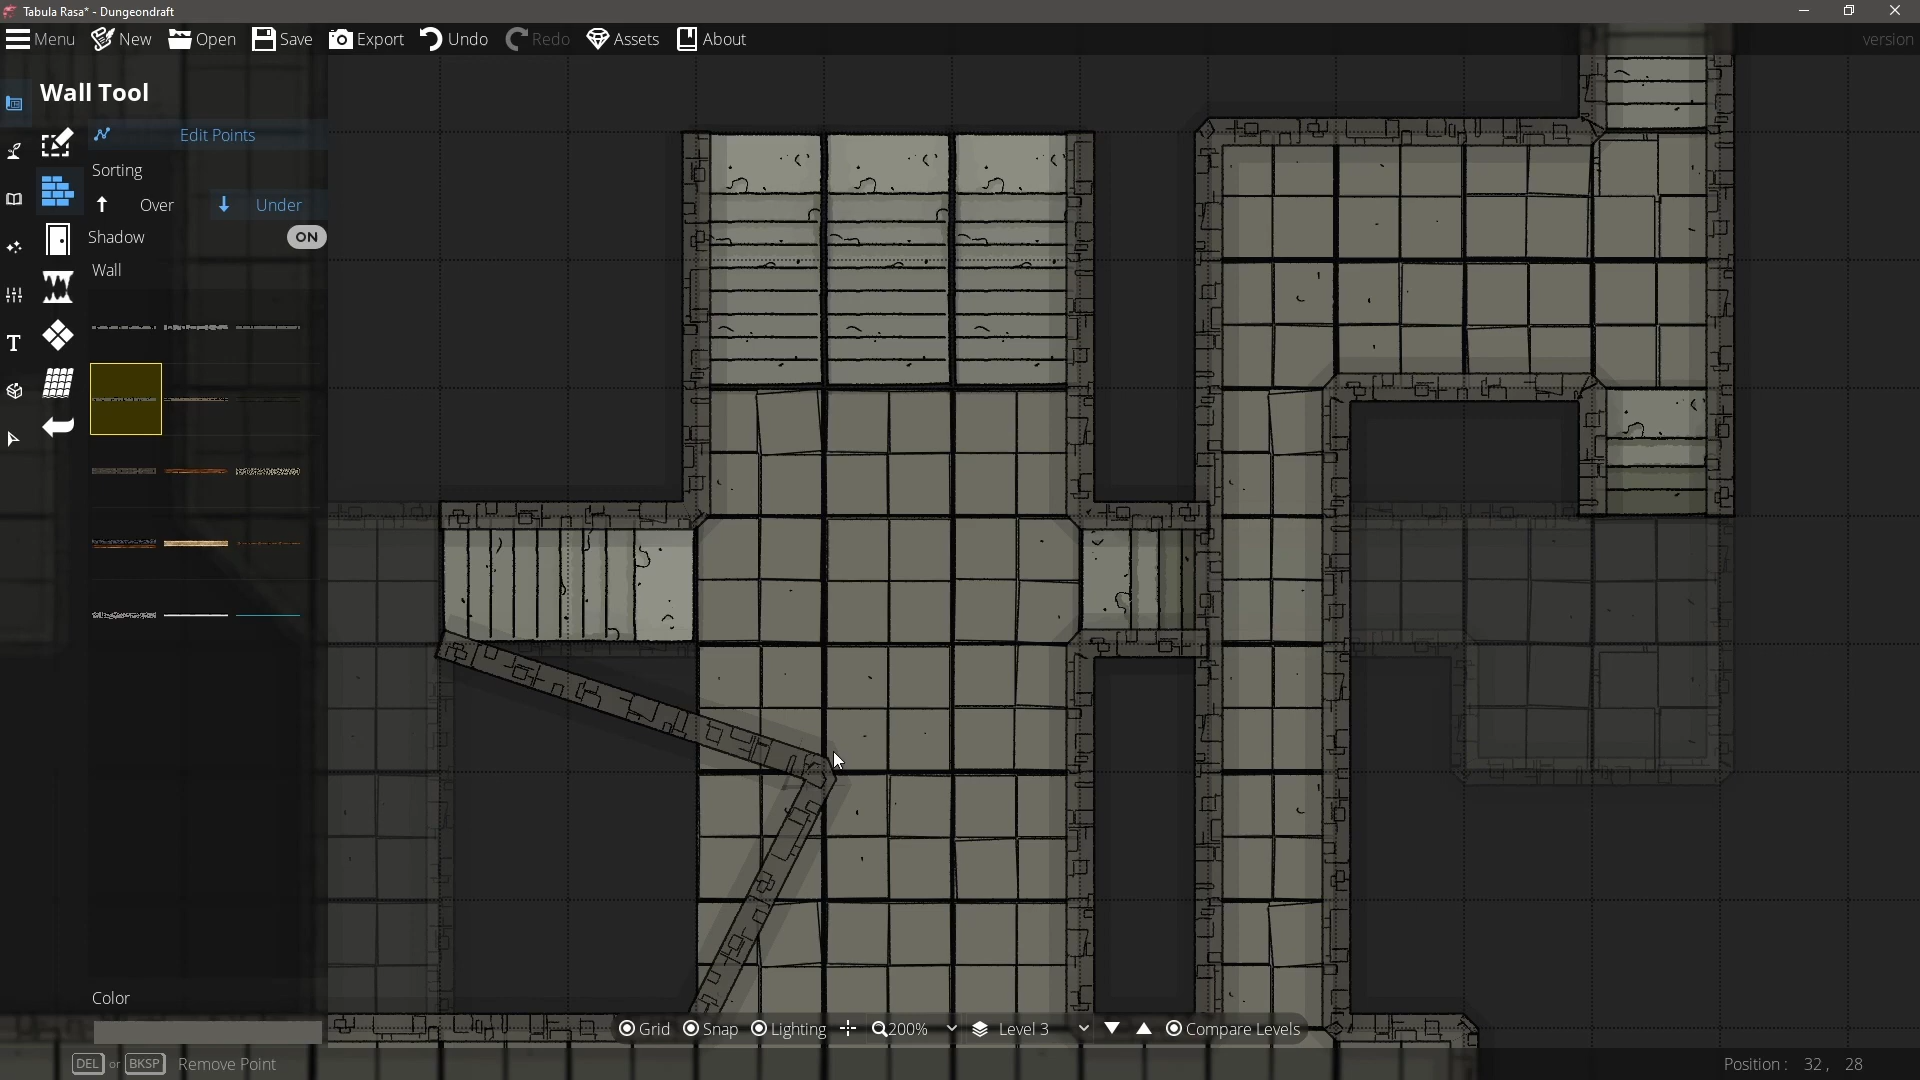 Tabula Rasa* - Dungeondraft
Menu New Open Save Export Undo Redo Assets About version
Wall Tool
Edit Points
Sorting
Over Under
Shadow ON
Wall
T
Color
Grid Snap Lighting 200% Level 3 Compare Levels
DEL or BKSP Remove Point Position : 32 , 28